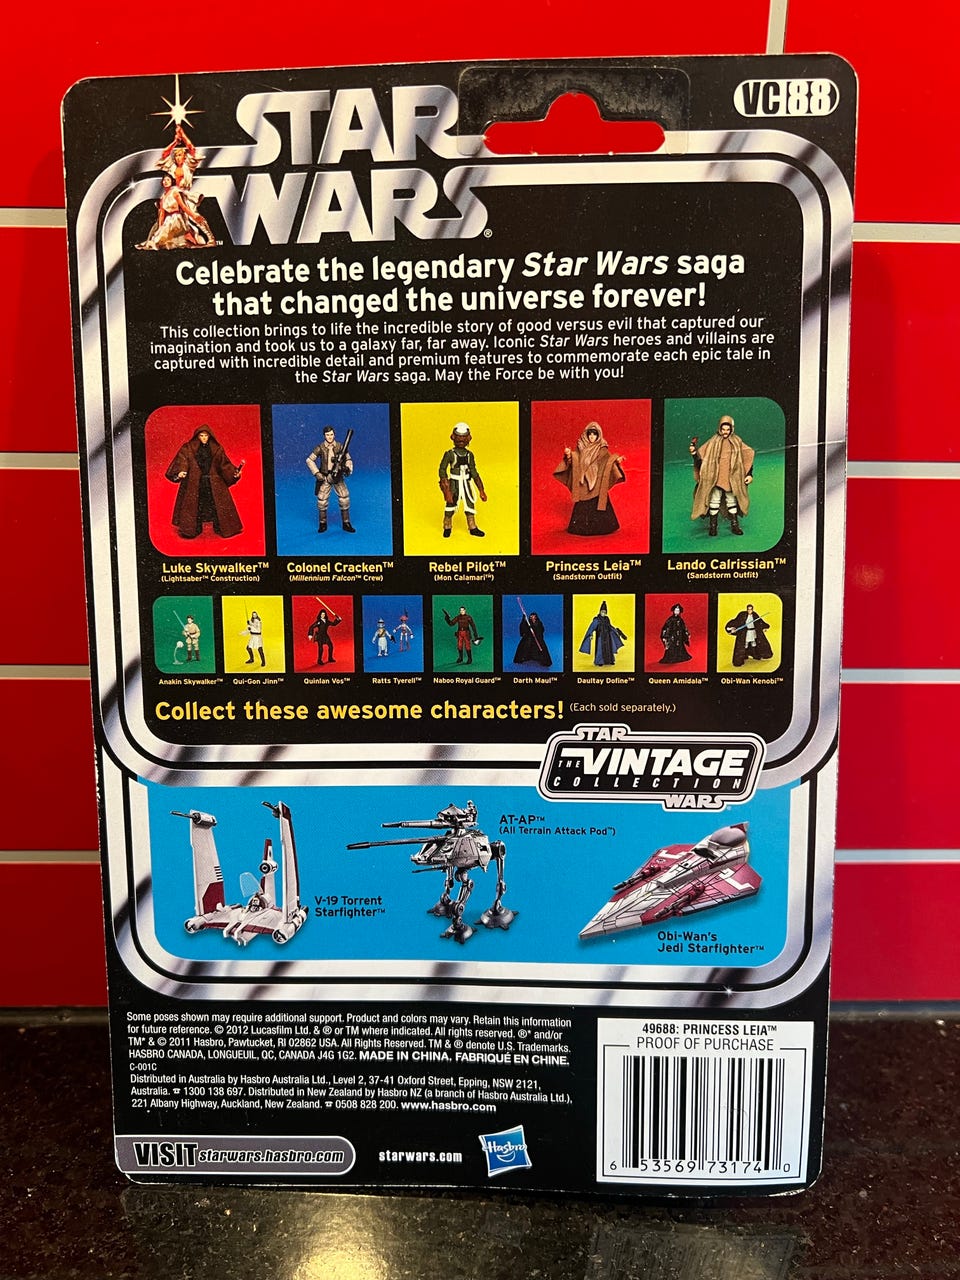 VC88
STAR
WARS®
™
Celebrate the legendary Star Wars saga
that changed the universe forever!
This collection brings to life the incredible story of good versus evil that captured our
imagination and took us to a galaxy far, far away. Iconic Star Wars heroes and villains are
captured with incredible detail and premium features to commemorate each epic tale in
the Star Wars saga. May the Force be with you!
Luke Skywalker™
(Lightsaber™ Construction)
Colonel Cracken™
(Millennium Falcon™ Crew)
Rebel Pilot™
(Mon Calamari™)
Princess Leia™
(Sandstorm Outfit)
Lando Calrissian™
(Sandstorm Outfit)
Anakin Skywalker™
Qui-Gon Jinn™
Quinlan Vos™
Ratts Tyerell™
Naboo Royal Guard™
Darth Maul™
Daultay Dofine™
Queen Amidala™
Obi-Wan Kenobi™
Collect these awesome characters! (Each sold separately.)
STAR
THE VINTAGE
COLLECTION
WARS®
V-19 Torrent
Starfighter™
AT-AP™
(All Terrain Attack Pod™)
Obi-Wan's
Jedi Starfighter™
Some poses shown may require additional support. Product and colors may vary. Retain this information
for future reference. © 2012 Lucasfilm Ltd. & ® or TM where indicated. All rights reserved. ®* and/or
TM* & © 2011 Hasbro, Pawtucket, RI 02862 USA. All Rights Reserved. TM & ® denote U.S. Trademarks.
HASBRO CANADA, LONGUEUIL, QC, CANADA J4G 1G2. MADE IN CHINA, FABRIQUÉ EN CHINE.
C-001C
Distributed in Australia by Hasbro Australia Ltd., Level 2, 37-41 Oxford Street, Epping, NSW 2121,
Australia. ☎ 1300 138 697. Distributed in New Zealand by Hasbro NZ (a branch of Hasbro Australia Ltd.),
221 Albany Highway, Auckland, New Zealand. ☎ 0508 828 200. www.hasbro.com
VISIT starwars.hasbro.com
starwars.com
Hasbro
49688: PRINCESS LEIA™
PROOF OF PURCHASE
6 53569 73174 0